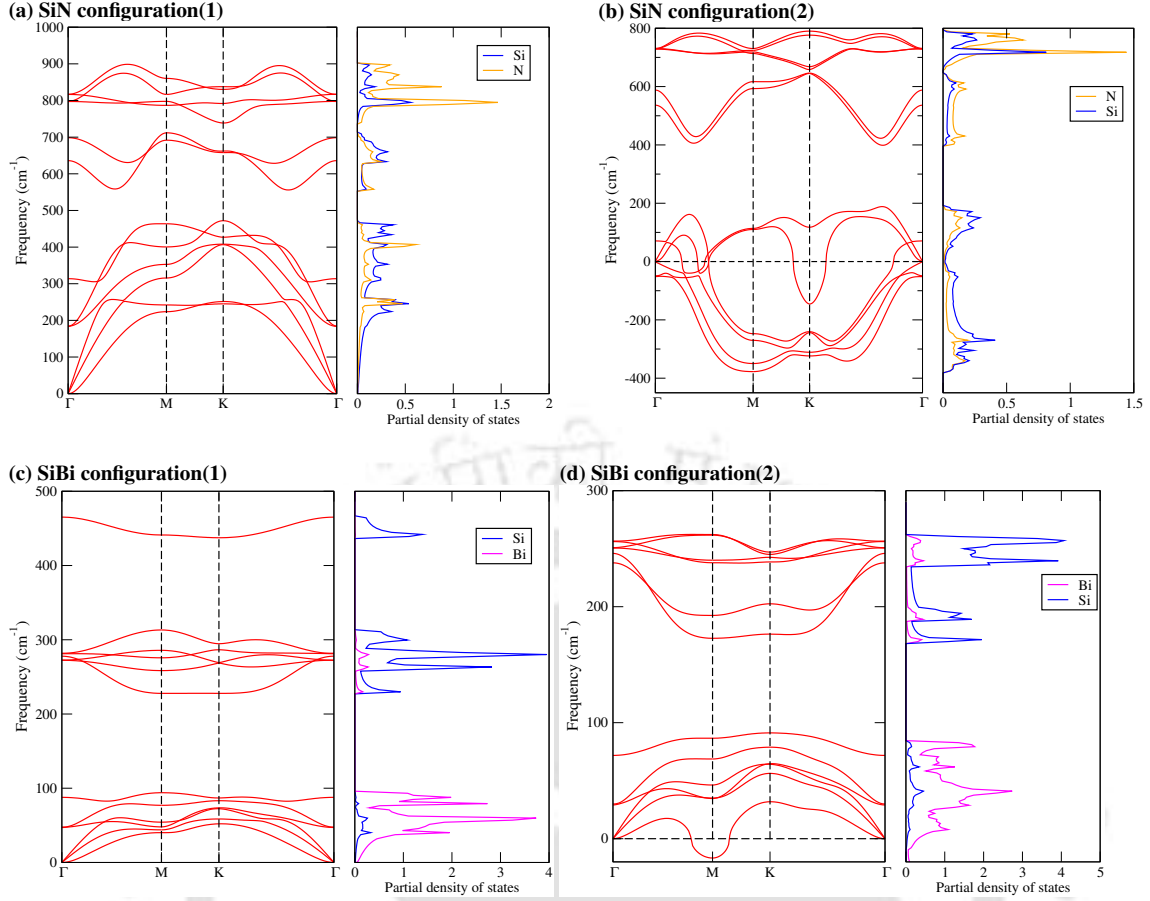 (a) SiN configuration(1)
1000
900
800
700
600
500
400
300
200
100
0
Frequency (cm-1)
Γ M K Γ
Si
N
0 0.5 1 1.5 2
Partial density of states
(b) SiN configuration(2)
800
600
400
200
0
-200
-400
Frequency (cm-1)
Γ M K Γ
N
Si
0 0.5 1 1.5
Partial density of states
(c) SiBi configuration(1)
500
400
300
200
100
0
Frequency (cm-1)
Γ M K Γ
Si
Bi
0 1 2 3 4
Partial density of states
(d) SiBi configuration(2)
300
200
100
0
Frequency (cm-1)
Γ M K Γ
Bi
Si
0 1 2 3 4 5
Partial density of states